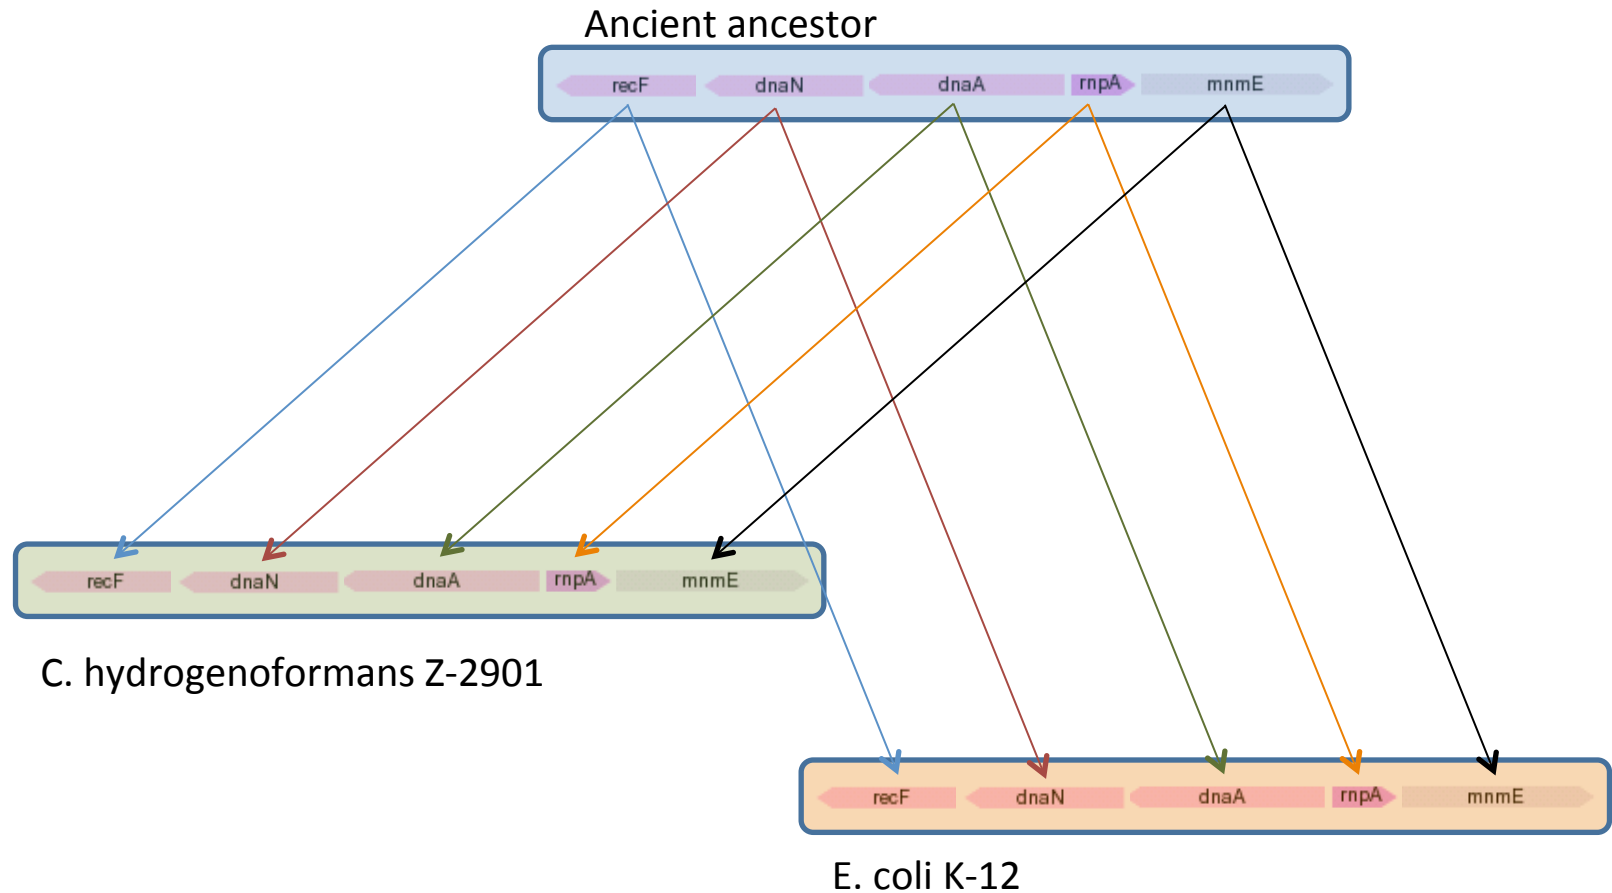 Ancient ancestor
recF dnaN dnaA rnpA mnmE
recF dnaN dnaA rnpA mnmE
C. hydrogenoformans Z-2901
recF dnaN dnaA rnpA mnmE
E. coli K-12